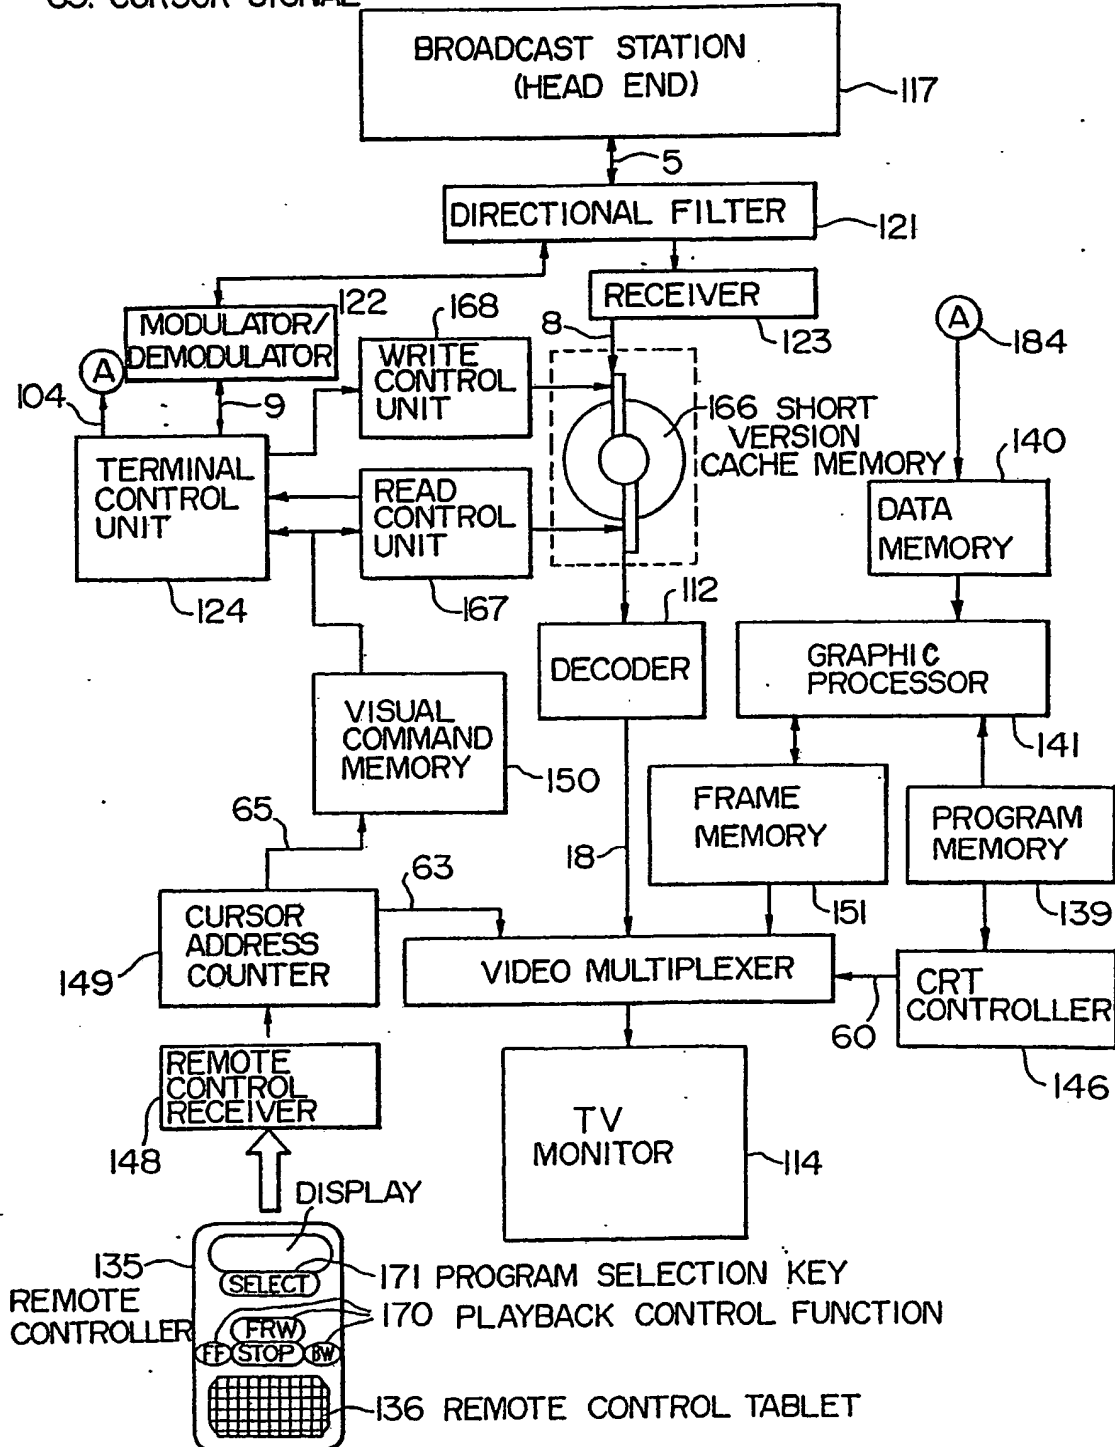 BROADCAST STATION
(HEAD END)
117
5
DIRECTIONAL FILTER
121
RECEIVER
123
122
MODULATOR/
DEMODULATOR
168
WRITE
CONTROL
UNIT
8
A
184
A
104
9
166 SHORT
VERSION
CACHE MEMORY
140
TERMINAL
CONTROL
UNIT
READ
CONTROL
UNIT
DATA
MEMORY
124
167
112
DECODER
GRAPHIC
PROCESSOR
141
VISUAL
COMMAND
MEMORY
150
FRAME
MEMORY
151
PROGRAM
MEMORY
139
65
63
18
CURSOR
ADDRESS
COUNTER
149
VIDEO MULTIPLEXER
60
CRT
CONTROLLER
146
REMOTE
CONTROL
RECEIVER
148
TV
MONITOR
114
DISPLAY
135
REMOTE
CONTROLLER
SELECT
171 PROGRAM SELECTION KEY
FRW
170 PLAYBACK CONTROL FUNCTION
FF
STOP
BW
136 REMOTE CONTROL TABLET